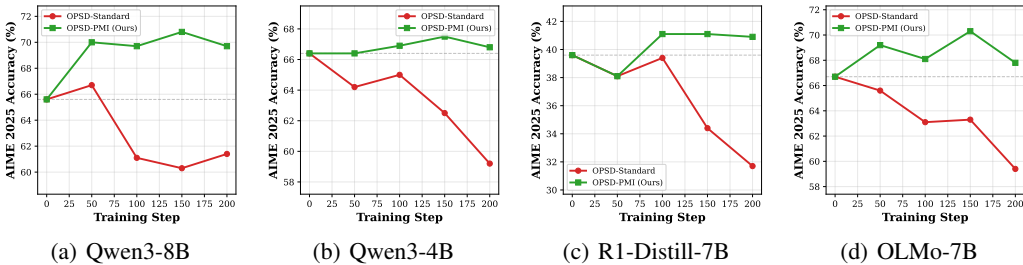 AIME 2025 Accuracy (%)
72
70
68
66
64
62
60
OPSD-Standard
OPSD-PMI (Ours)
0 25 50 75 100 125 150 175 200
Training Step
(a) Qwen3-8B
AIME 2025 Accuracy (%)
68
66
64
62
60
58
OPSD-Standard
OPSD-PMI (Ours)
0 25 50 75 100 125 150 175 200
Training Step
(b) Qwen3-4B
AIME 2025 Accuracy (%)
42
40
38
36
34
32
30
OPSD-Standard
OPSD-PMI (Ours)
0 25 50 75 100 125 150 175 200
Training Step
(c) R1-Distill-7B
AIME 2025 Accuracy (%)
72
70
68
66
64
62
60
58
OPSD-Standard
OPSD-PMI (Ours)
0 25 50 75 100 125 150 175 200
Training Step
(d) OLMo-7B